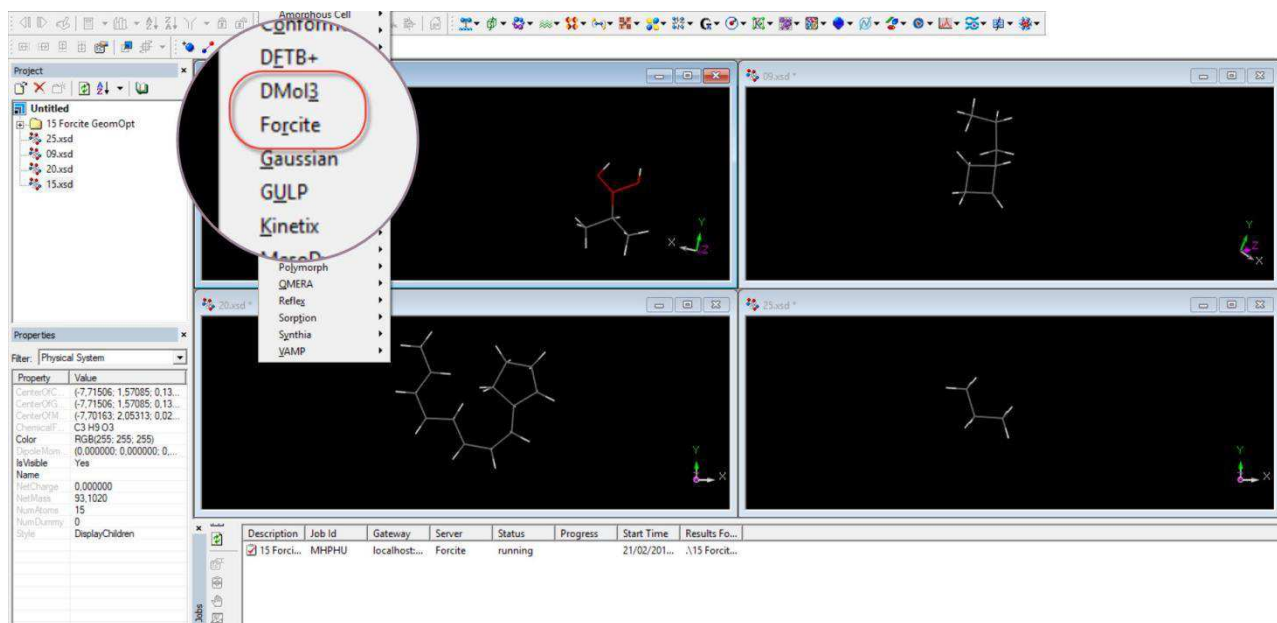 Amorphous Cell
Conform
DFTB+
DMol3
Forcite
Gaussian
GULP
Kinetix
Polymorph
QMERA
Reflex
Sorption
Synthia
VAMP
Project
Untitled
15 Forcite GeomOpt
25.xsd
09.xsd
20.xsd
15.xsd
09.xsd *
Y
X
Z
Y
Z
X
20.xsd *
25.xsd *
Y
X
Y
X
Properties
Filter: Physical System
Property Value
CenterOfC... (-7,71506; 1,57085; 0,13...
CenterOfG... (-7,71506; 1,57085; 0,13...
CenterOfM... (-7,70163; 2,05313; 0,02...
ChemicalF... C3 H9 O3
Color RGB(255; 255; 255)
DipoleMom... (0,000000; 0,000000; 0,...
IsVisible Yes
Name
NetCharge 0,000000
NetMass 93,1020
NumAtoms 15
NumDummy 0
Style DisplayChildren
Jobs
Description Job Id Gateway Server Status Progress Start Time Results Fo...
15 Forci... MHPHU localhost:... Forcite running 21/02/201... .\15 Forcit...